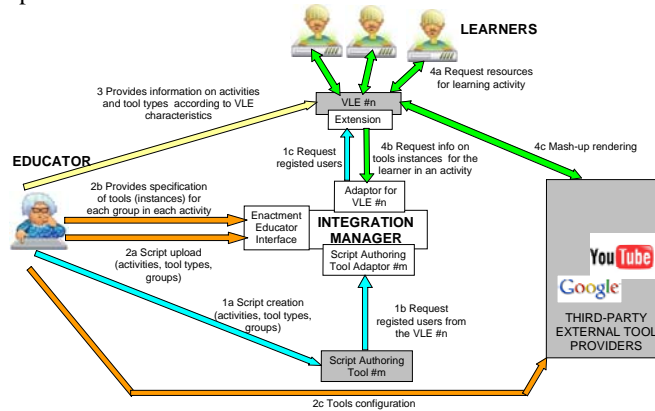 LEARNERS
4a Request resources
for learning activity
3 Provides information on activities
and tool types according to VLE
characteristics
VLE #n
Extension
1c Request
registed users
4b Request info on
tools instances for the
learner in an activity
4c Mash-up rendering
EDUCATOR
2b Provides specification
of tools (instances) for
each group in each activity
Adaptor for
VLE #n
Enactment
Educator
Interface
INTEGRATION
MANAGER
Script Authoring
Tool Adaptor #m
2a Script upload
(activities, tool types,
groups)
1a Script creation
(activities, tool types,
groups)
1b Request
registed users from
the VLE #n
Script Authoring
Tool #m
2c Tools configuration
YouTube
Google
THIRD-PARTY
EXTERNAL TOOL
PROVIDERS